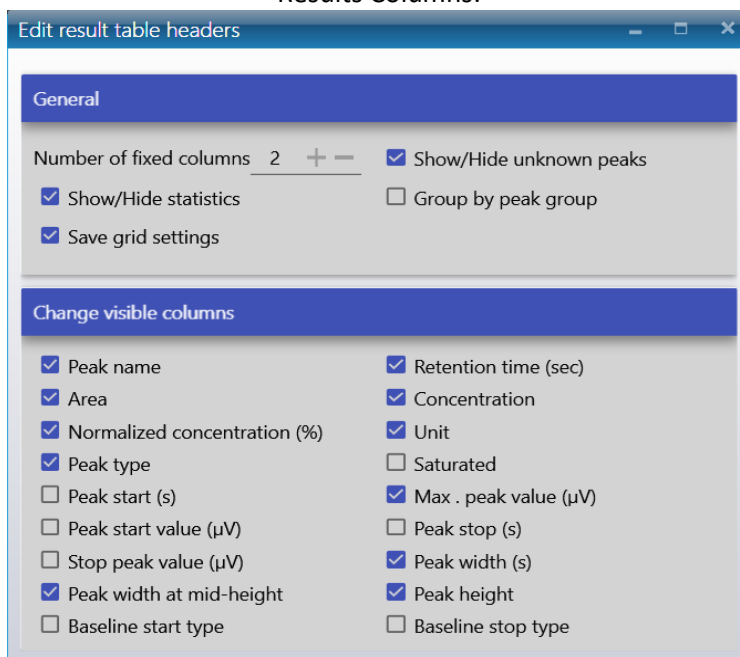 Results Columns:
Edit result table headers
General
Number of fixed columns 2 + −
Show/Hide unknown peaks
Show/Hide statistics
Group by peak group
Save grid settings
Change visible columns
Peak name
Retention time (sec)
Area
Concentration
Normalized concentration (%)
Unit
Peak type
Saturated
Peak start (s)
Max . peak value (µV)
Peak start value (µV)
Peak stop (s)
Stop peak value (µV)
Peak width (s)
Peak width at mid-height
Peak height
Baseline start type
Baseline stop type